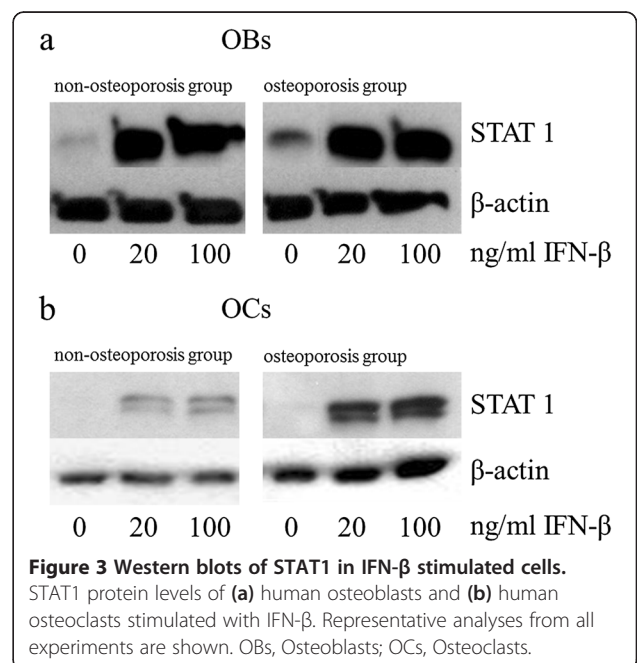 a
OBs
non-osteoporosis group
osteoporosis group
STAT 1
β-actin
0 20 100 0 20 100 ng/ml IFN-β
b
OCs
non-osteoporosis group
osteoporosis group
STAT 1
β-actin
0 20 100 0 20 100 ng/ml IFN-β
Figure 3 Western blots of STAT1 in IFN-β stimulated cells.
STAT1 protein levels of (a) human osteoblasts and (b) human
osteoclasts stimulated with IFN-β. Representative analyses from all
experiments are shown. OBs, Osteoblasts; OCs, Osteoclasts.